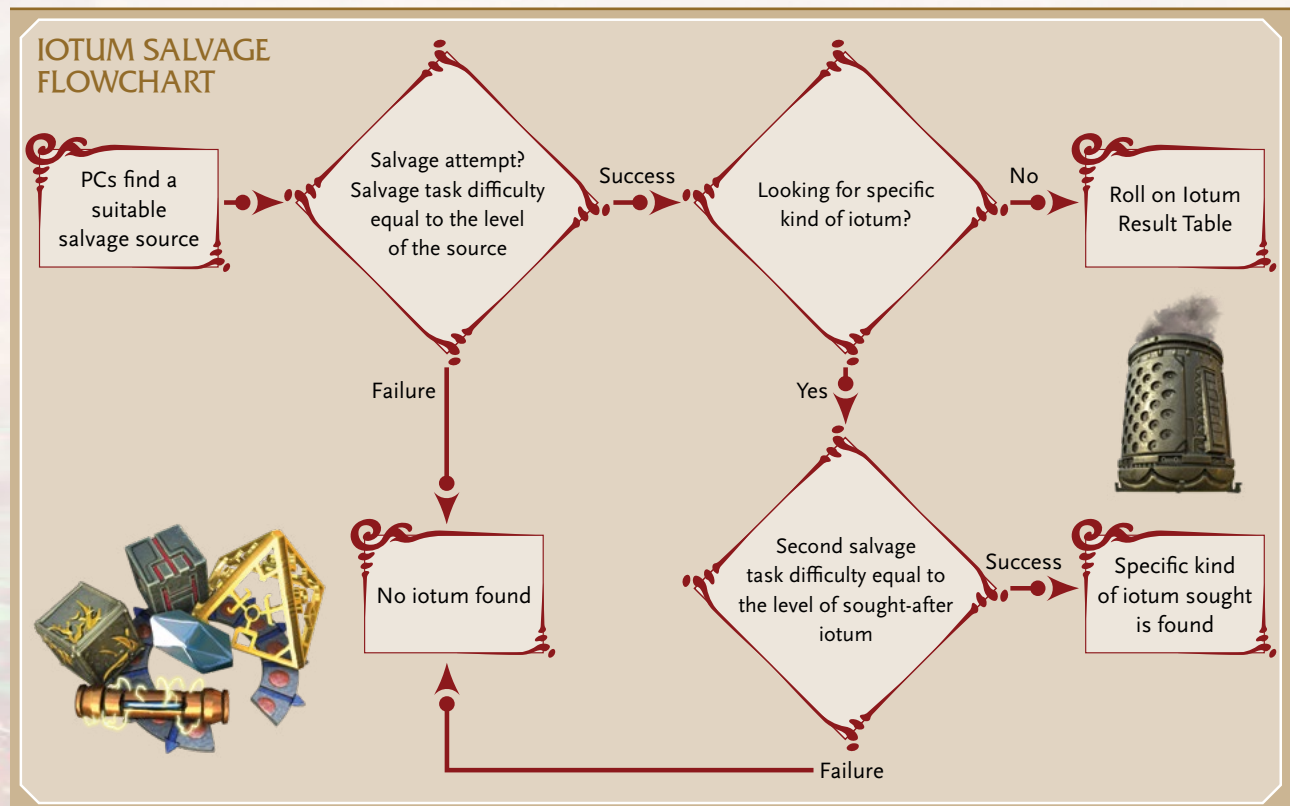 IOTUM SALVAGE
FLOWCHART
PCs find a
suitable
salvage source
Salvage attempt?
Salvage task difficulty
equal to the level
of the source
Success
Looking for specific
kind of iotum?
No
Roll on Iotum
Result Table
Failure
Yes
No iotum found
Second salvage
task difficulty equal to
the level of sought-after
iotum
Success
Specific kind
of iotum sought
is found
Failure